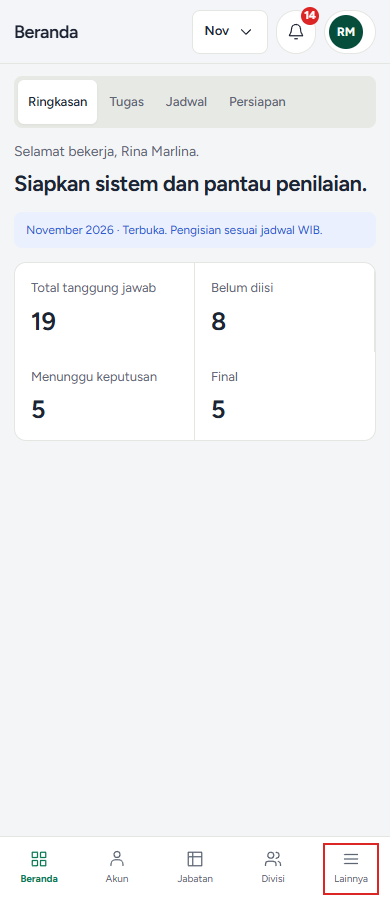 Beranda
Nov
14
RM
Ringkasan
Tugas
Jadwal
Persiapan
Selamat bekerja, Rina Marlina.
Siapkan sistem dan pantau penilaian.
November 2026 · Terbuka. Pengisian sesuai jadwal WIB.
Total tanggung jawab
19
Belum diisi
8
Menunggu keputusan
5
Final
5
Beranda
Akun
Jabatan
Divisi
Lainnya